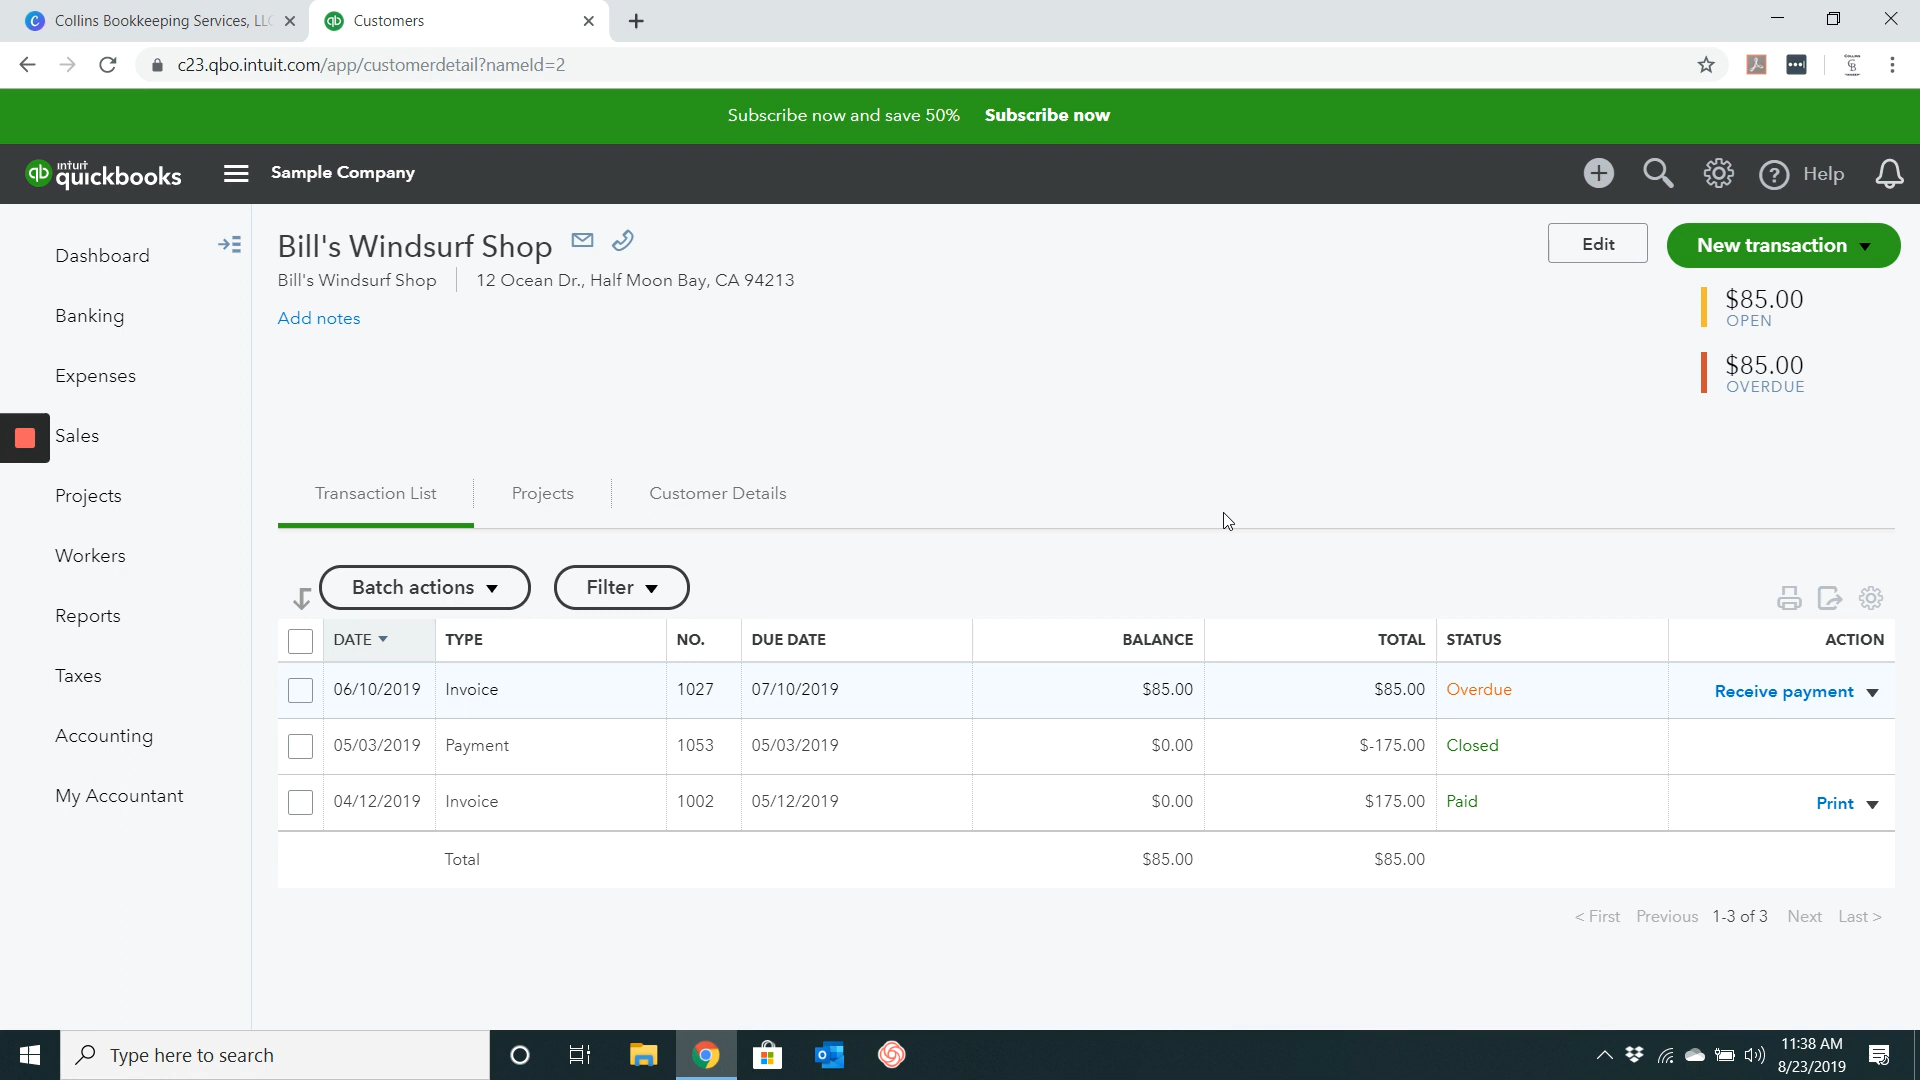 Collins Bookkeeping Services, LLC
Customers
c23.qbo.intuit.com/app/customerdetail?nameId=2
Subscribe now and save 50% Subscribe now
intuit quickbooks
Sample Company
Help
Dashboard
Banking
Expenses
Sales
Projects
Workers
Reports
Taxes
Accounting
My Accountant
Bill's Windsurf Shop
Bill's Windsurf Shop 12 Ocean Dr., Half Moon Bay, CA 94213
Add notes
Edit
New transaction
$85.00
OPEN
$85.00
OVERDUE
Transaction List Projects Customer Details
Batch actions Filter
DATE TYPE NO. DUE DATE BALANCE TOTAL STATUS ACTION
06/10/2019 Invoice 1027 07/10/2019 $85.00 $85.00 Overdue Receive payment
05/03/2019 Payment 1053 05/03/2019 $0.00 $-175.00 Closed
04/12/2019 Invoice 1002 05/12/2019 $0.00 $175.00 Paid Print
Total $85.00 $85.00
< First Previous 1-3 of 3 Next Last >
Type here to search
11:38 AM
8/23/2019